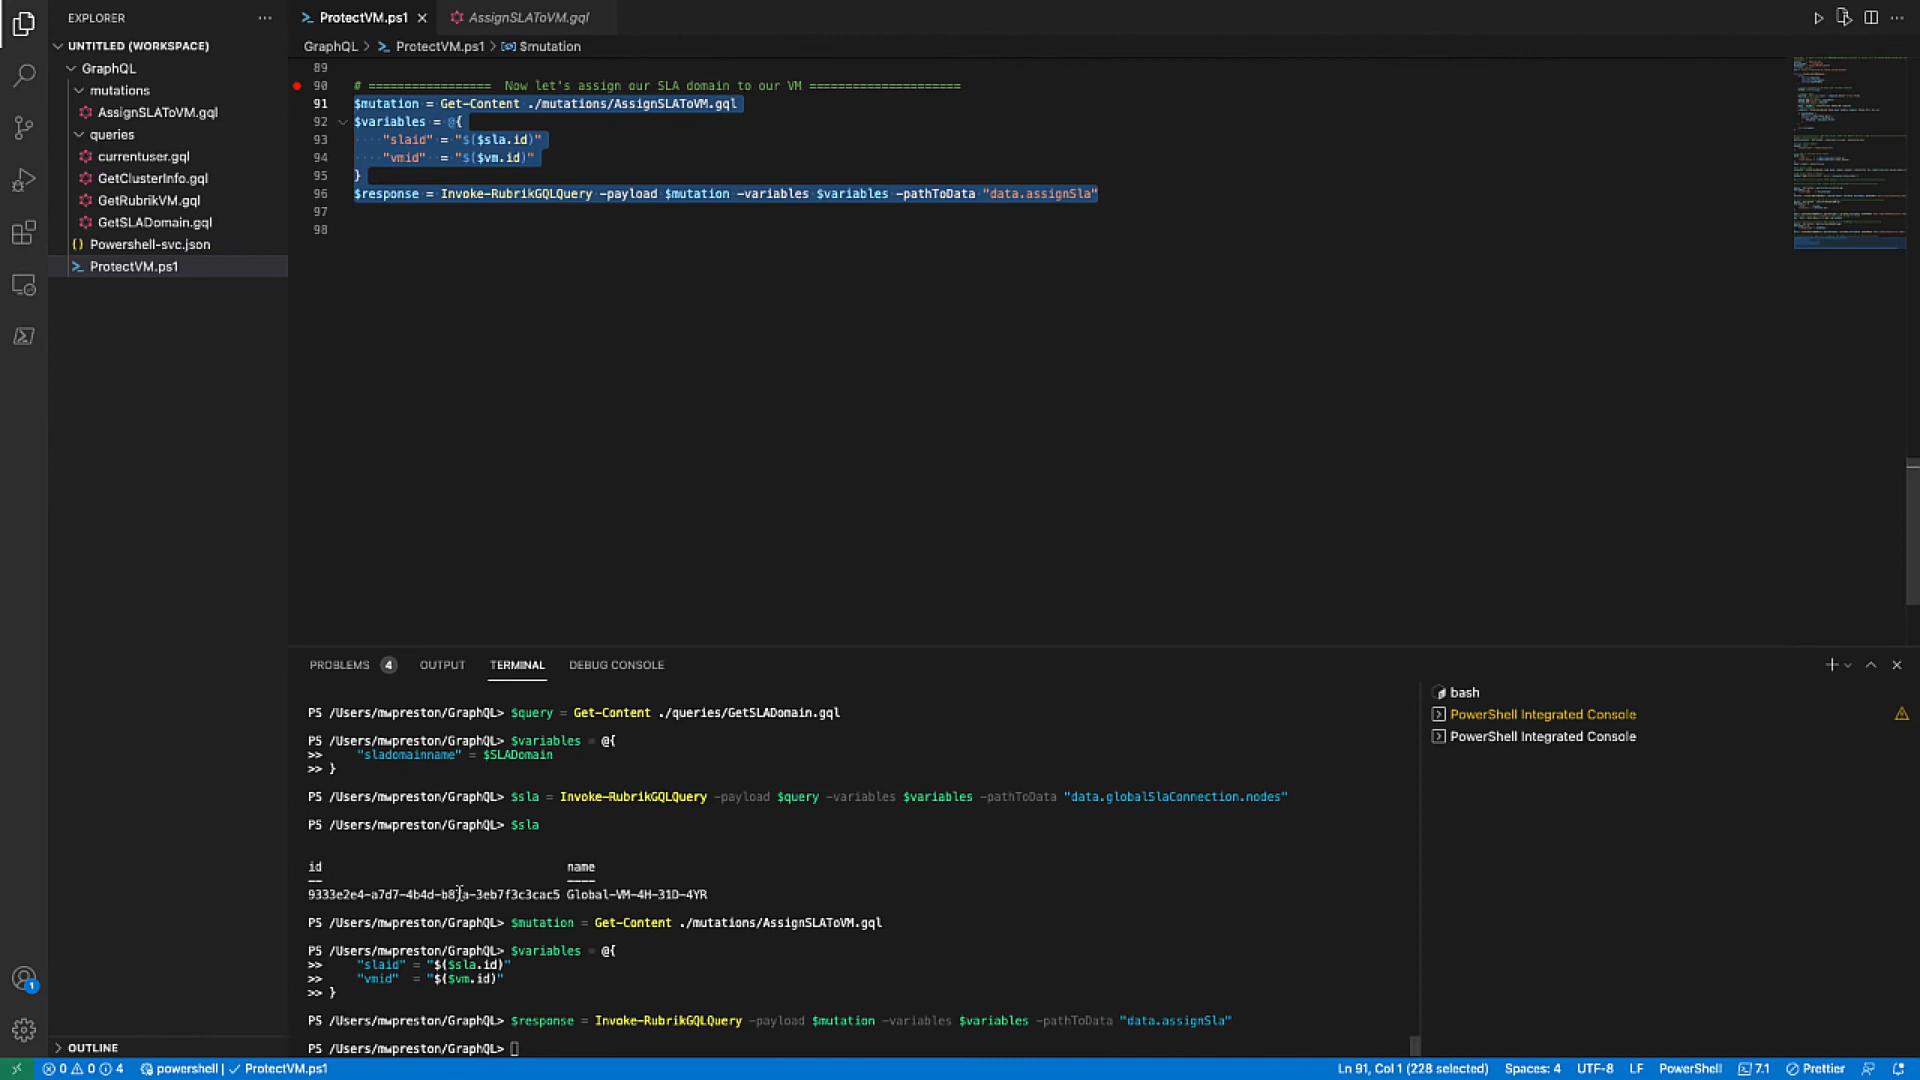 EXPLORER
UNTITLED (WORKSPACE)
GraphQL
mutations
AssignSLAToVM.gql
queries
currentuser.gql
GetClusterInfo.gql
GetRubrikVM.gql
GetSLADomain.gql
{} Powershell-svc.json
ProtectVM.ps1
OUTLINE
ProtectVM.ps1
AssignSLAToVM.gql
GraphQL > ProtectVM.ps1 > $mutation
89
90 # ================= Now let's assign our SLA domain to our VM =====================
91 $mutation = Get-Content ./mutations/AssignSLAToVM.gql
92 $variables = @{
93 "slaid" = "$($sla.id)"
94 "vmid" = "$($vm.id)"
95 }
96 $response = Invoke-RubrikGQLQuery -payload $mutation -variables $variables -pathToData "data.assignSla"
97
98
PROBLEMS 4 OUTPUT TERMINAL DEBUG CONSOLE
PS /Users/mwpreston/GraphQL> $query = Get-Content ./queries/GetSLADomain.gql
PS /Users/mwpreston/GraphQL> $variables = @{
>> "sladomainname" = $SLADomain
>> }
PS /Users/mwpreston/GraphQL> $sla = Invoke-RubrikGQLQuery -payload $query -variables $variables -pathToData "data.globalSlaConnection.nodes"
PS /Users/mwpreston/GraphQL> $sla
id name
-- ----
Global-VM-4H-31D-4YR
PS /Users/mwpreston/GraphQL> $mutation = Get-Content ./mutations/AssignSLAToVM.gql
PS /Users/mwpreston/GraphQL> $variables = @{
>> "slaid" = "$($sla.id)"
>> "vmid" = "$($vm.id)"
>> }
PS /Users/mwpreston/GraphQL> $response = Invoke-RubrikGQLQuery -payload $mutation -variables $variables -pathToData "data.assignSla"
PS /Users/mwpreston/GraphQL>
bash
PowerShell Integrated Console
PowerShell Integrated Console
1
0 0 4 powershell | ✓ ProtectVM.ps1
Ln 91, Col 1 (228 selected) Spaces: 4 UTF-8 LF PowerShell 7.1 Prettier